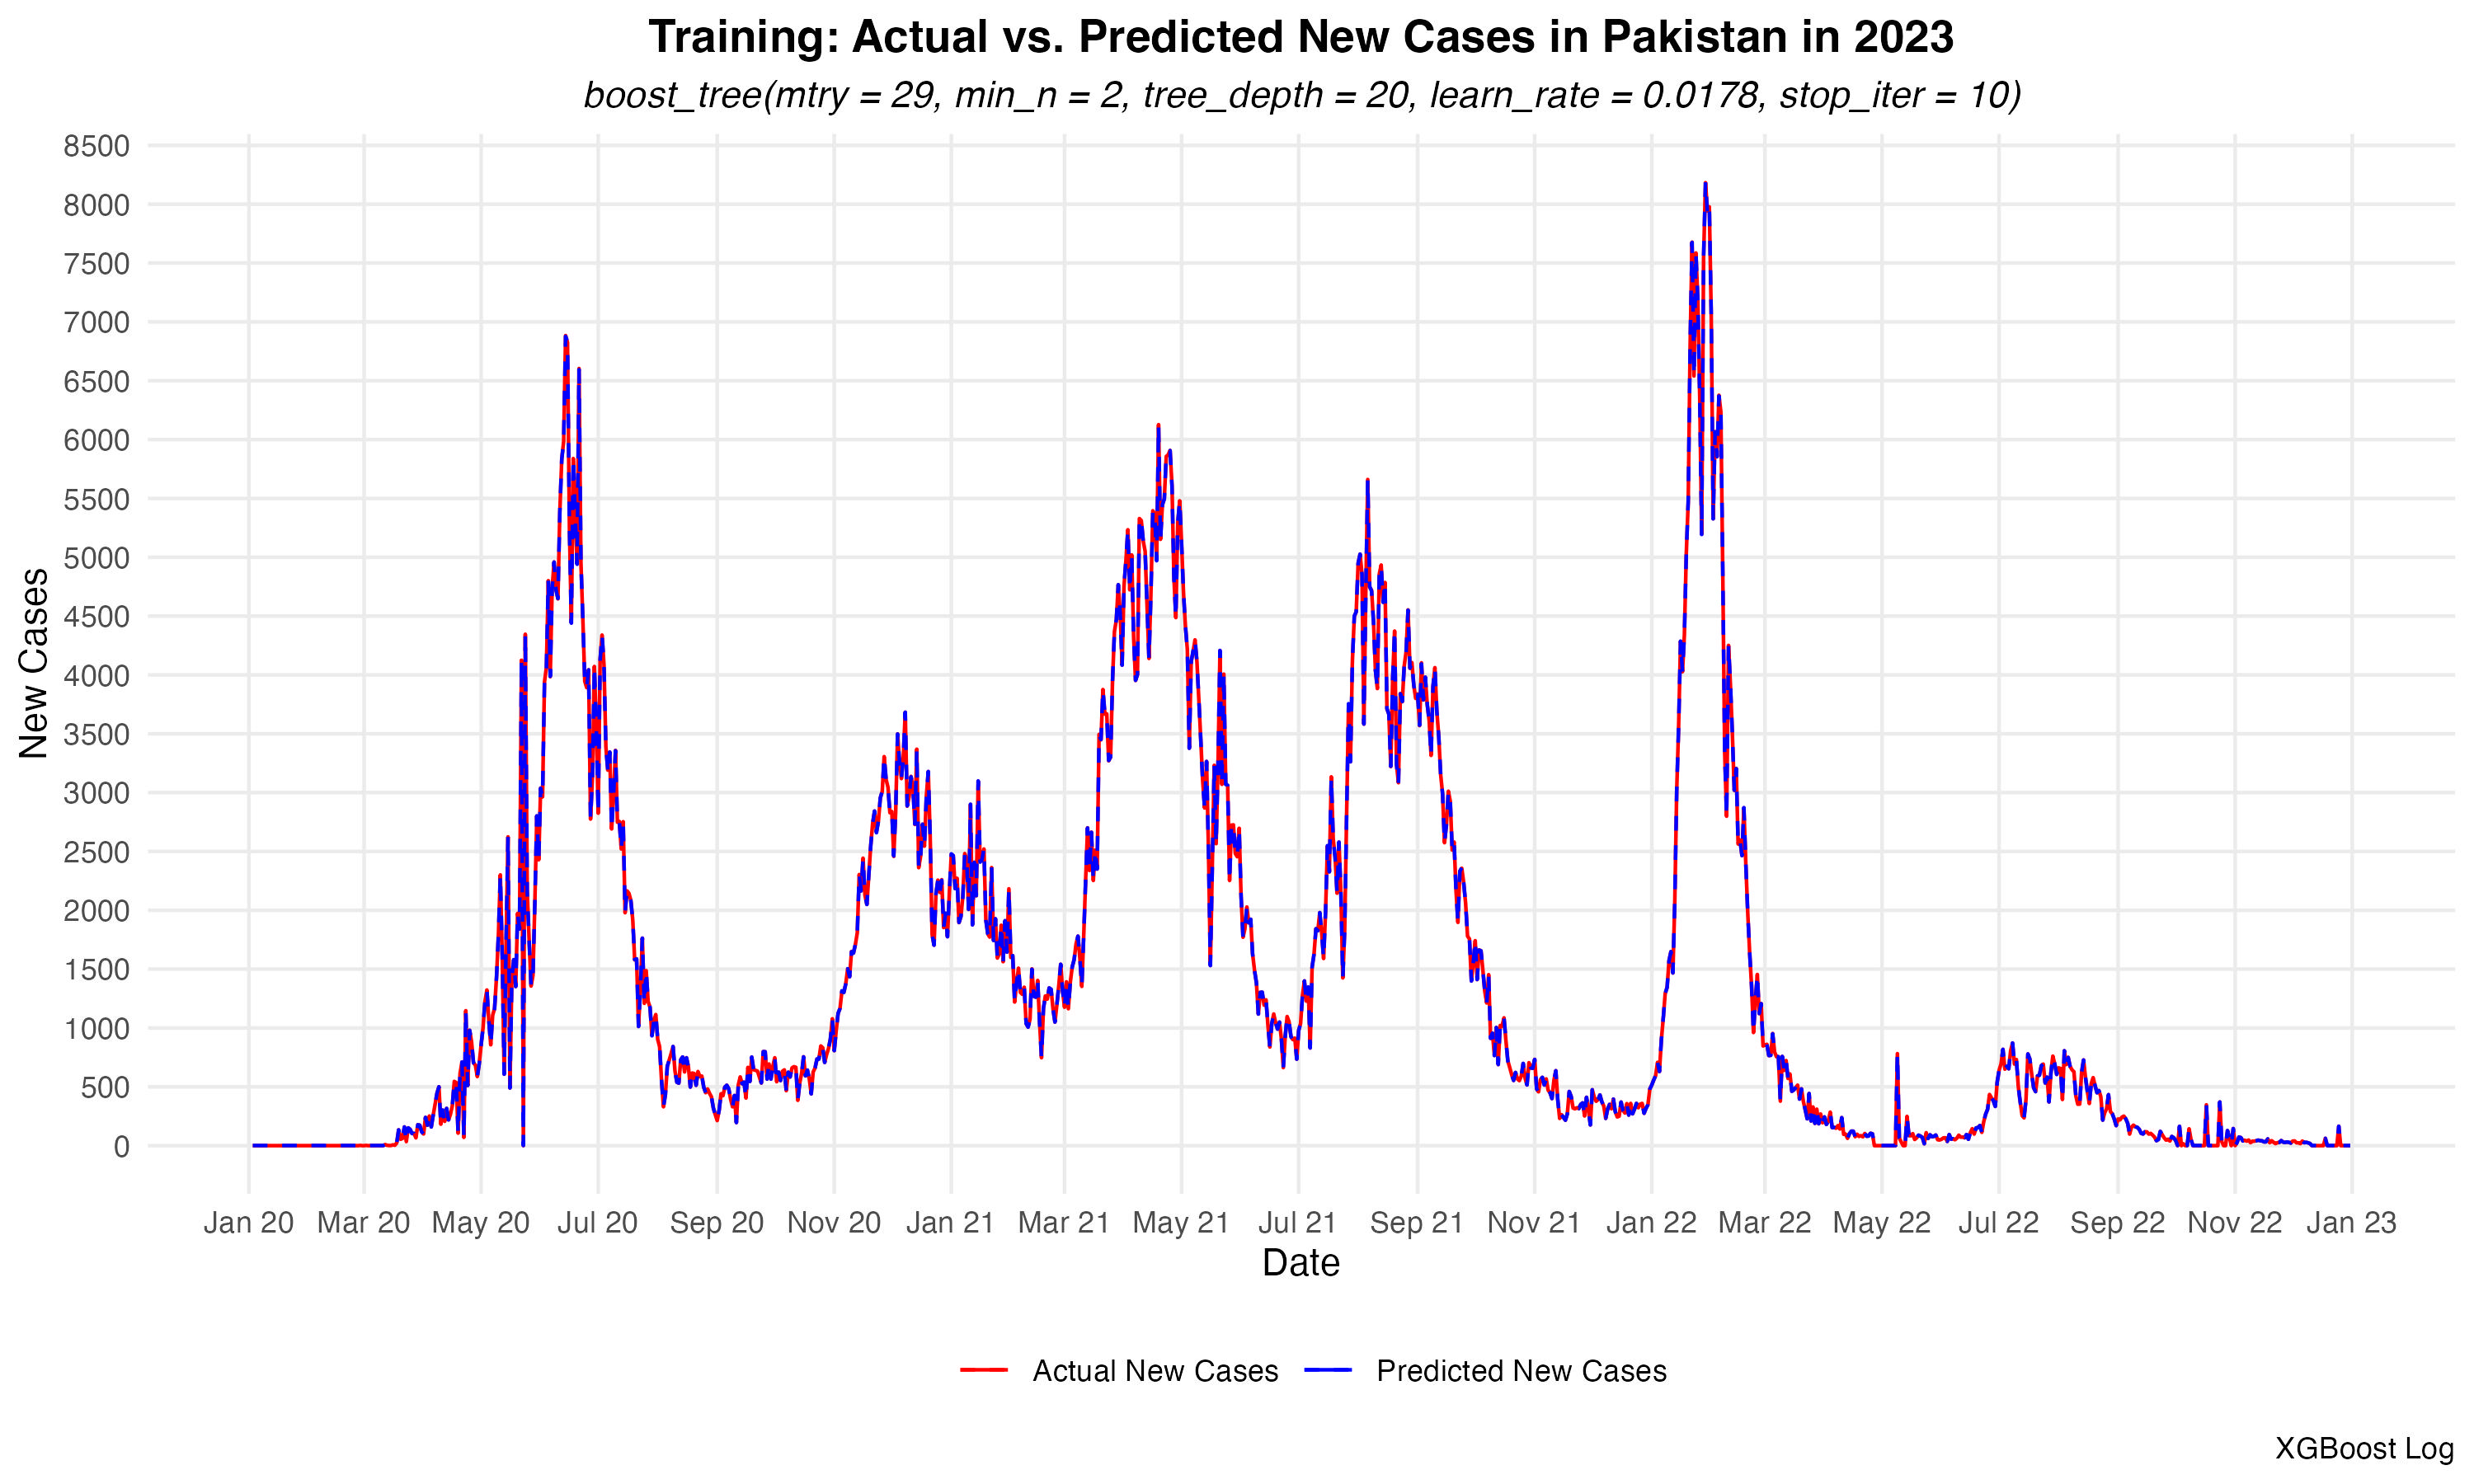 Training: Actual vs. Predicted New Cases in Pakistan in 2023
boost_tree(mtry = 29, min_n = 2, tree_depth = 20, learn_rate = 0.0178, stop_iter = 10)
8500
8000
7500
7000
6500
6000
5500
5000
4500
4000
3500
3000
2500
2000
1500
1000
500
0
New Cases
Jan 20 Mar 20 May 20 Jul 20 Sep 20 Nov 20 Jan 21 Mar 21 May 21 Jul 21 Sep 21 Nov 21 Jan 22 Mar 22 May 22 Jul 22 Sep 22 Nov 22 Jan 23
Date
Actual New Cases Predicted New Cases
XGBoost Log